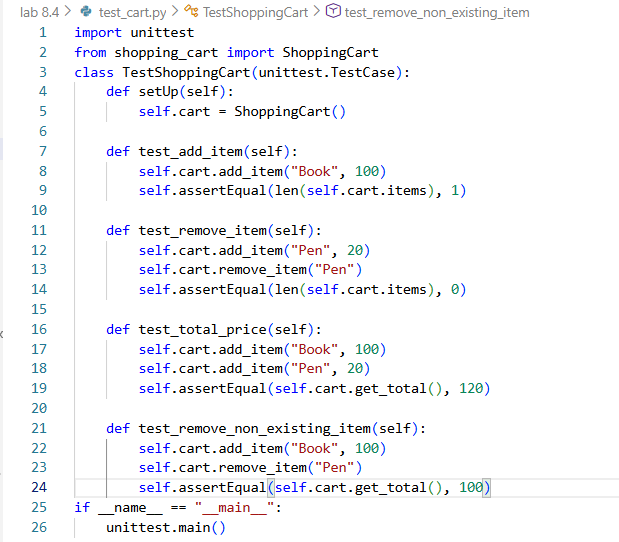 lab 8.4 > test_cart.py > TestShoppingCart > test_remove_non_existing_item
1 import unittest
2 from shopping_cart import ShoppingCart
3 class TestShoppingCart(unittest.TestCase):
4     def setUp(self):
5         self.cart = ShoppingCart()
6
7     def test_add_item(self):
8         self.cart.add_item("Book", 100)
9         self.assertEqual(len(self.cart.items), 1)
10
11     def test_remove_item(self):
12         self.cart.add_item("Pen", 20)
13         self.cart.remove_item("Pen")
14         self.assertEqual(len(self.cart.items), 0)
15
16     def test_total_price(self):
17         self.cart.add_item("Book", 100)
18         self.cart.add_item("Pen", 20)
19         self.assertEqual(self.cart.get_total(), 120)
20
21     def test_remove_non_existing_item(self):
22         self.cart.add_item("Book", 100)
23         self.cart.remove_item("Pen")
24         self.assertEqual(self.cart.get_total(), 100)
25 if __name__ == "__main__":
26     unittest.main()